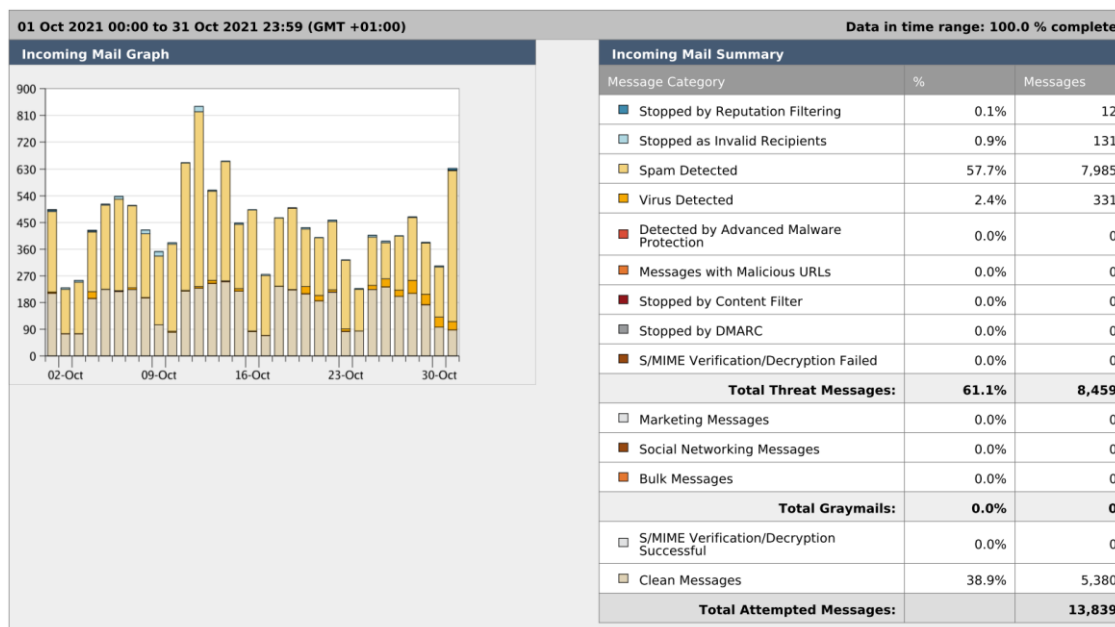 01 Oct 2021 00:00 to 31 Oct 2021 23:59 (GMT +01:00)
Data in time range: 100.0 % complete
Incoming Mail Graph
900
810
720
630
540
450
360
270
180
90
0
02-Oct 09-Oct 16-Oct 23-Oct 30-Oct
Incoming Mail Summary
Message Category % Messages
Stopped by Reputation Filtering 0.1% 12
Stopped as Invalid Recipients 0.9% 131
Spam Detected 57.7% 7,985
Virus Detected 2.4% 331
Detected by Advanced Malware
Protection 0.0% 0
Messages with Malicious URLs 0.0% 0
Stopped by Content Filter 0.0% 0
Stopped by DMARC 0.0% 0
S/MIME Verification/Decryption Failed 0.0% 0
Total Threat Messages: 61.1% 8,459
Marketing Messages 0.0% 0
Social Networking Messages 0.0% 0
Bulk Messages 0.0% 0
Total Graymails: 0.0% 0
S/MIME Verification/Decryption
Successful 0.0% 0
Clean Messages 38.9% 5,380
Total Attempted Messages: 13,839